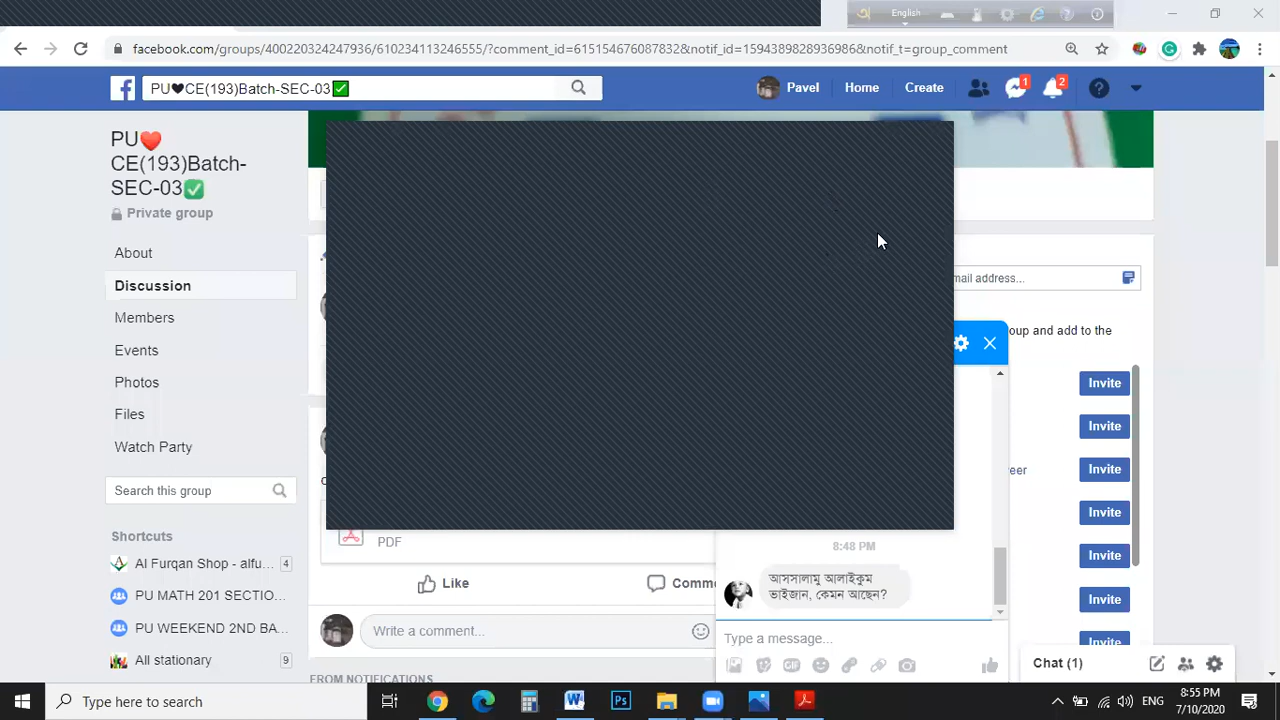 English
facebook.com/groups/400220324247936/610234113246555/?comment_id=615154676087832&notif_id=1594389828936986&notif_t=group_comment
PU♥CE(193)Batch-SEC-03✅
Pavel
Home
Create
1
2
PU❤️
CE(193)Batch-
SEC-03✅
Private group
About
Discussion
Members
Events
Photos
Files
Watch Party
Search this group
Shortcuts
Al Furqan Shop - alfu...
4
PU MATH 201 SECTIO...
PU WEEKEND 2ND BA...
All stationary
9
mail address...
oup and add to the
Invite
Invite
Invite
eer
Invite
Invite
Invite
Invite
PDF
Like
Comm
Write a comment...
FROM NOTIFICATIONS
8:48 PM
আসসালামু আলাইকুম
ভাইজান, কেমন আছেন?
Type a message...
GIF
Chat (1)
Type here to search
W
Ps
ENG
8:55 PM
7/10/2020